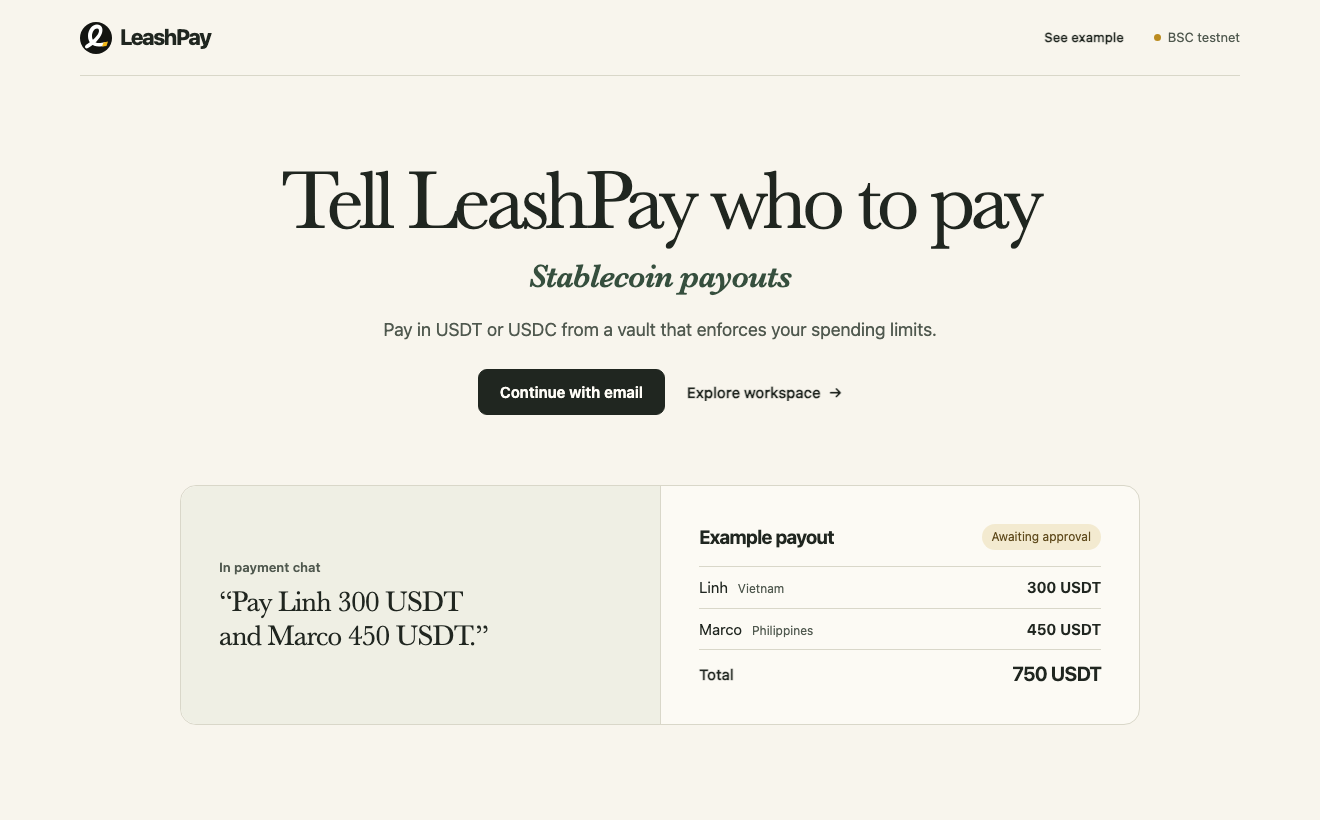 LeashPay
See example
BSC testnet
Tell LeashPay who to pay
Stablecoin payouts
Pay in USDT or USDC from a vault that enforces your spending limits.
Continue with email
Explore workspace →
In payment chat
“Pay Linh 300 USDT
and Marco 450 USDT.”
Example payout
Awaiting approval
Linh Vietnam 300 USDT
Marco Philippines 450 USDT
Total 750 USDT